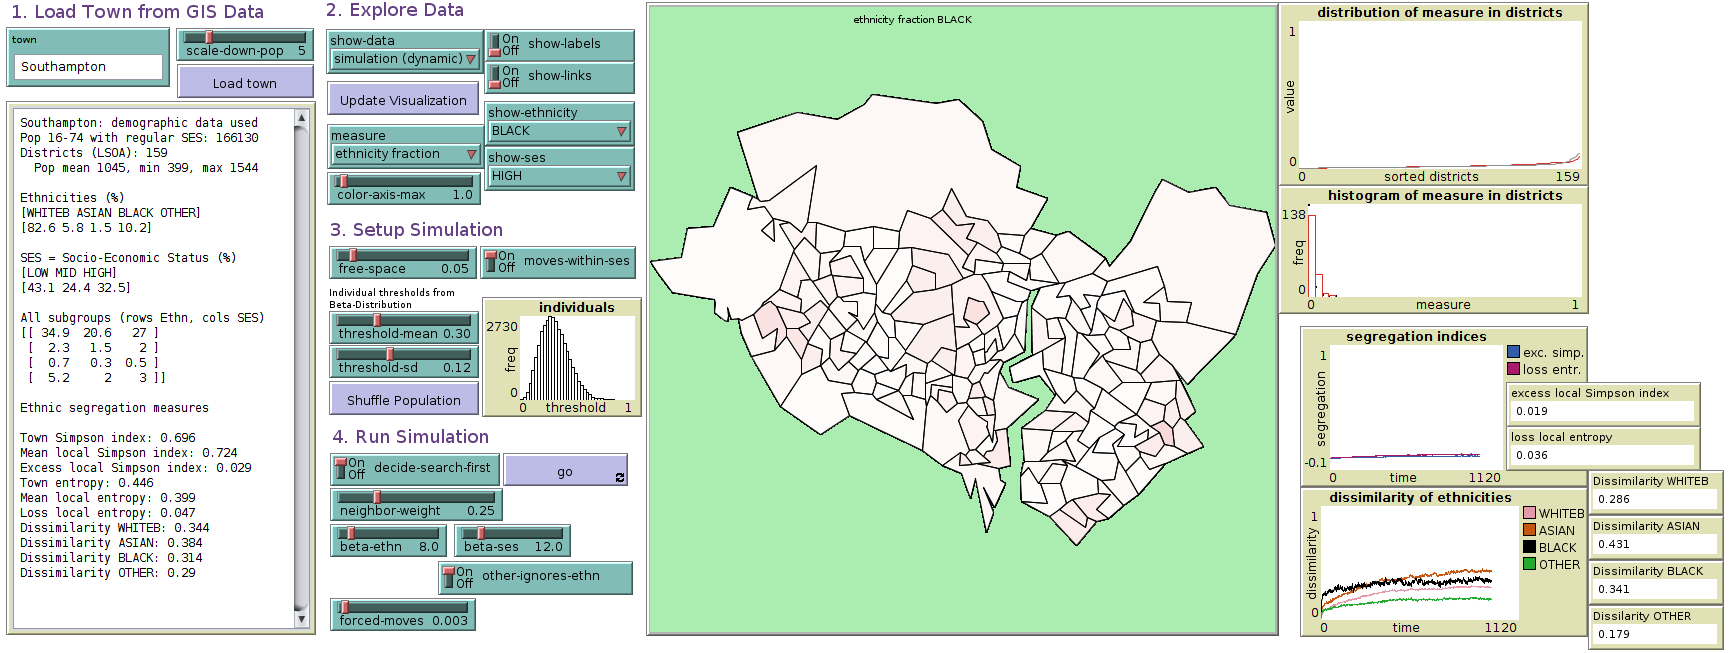 1. Load Town from GIS Data
town
Southampton
scale-down-pop 5
Load town
Southampton: demographic data used
Pop 16-74 with regular SES: 166130
Districts (LSOA): 159
Pop mean 1045, min 399, max 1544
Ethnicities (%)
[WHITEB ASIAN BLACK OTHER]
[82.6 5.8 1.5 10.2]
SES = Socio-Economic Status (%)
[LOW MID HIGH]
[43.1 24.4 32.5]
All subgroups (rows Ethn, cols SES)
[[ 34.9 20.6 27 ]
[ 2.3 1.5 2 ]
[ 0.7 0.3 0.5 ]
[ 5.2 2 3 ]]
Ethnic segregation measures
Town Simpson index: 0.696
Mean local Simpson index: 0.724
Excess local Simpson index: 0.029
Town entropy: 0.446
Mean local entropy: 0.399
Loss local entropy: 0.047
Dissimilarity WHITEB: 0.344
Dissimilarity ASIAN: 0.384
Dissimilarity BLACK: 0.314
Dissimilarity OTHER: 0.29
2. Explore Data
show-data
simulation (dynamic)
On
Off
show-labels
On
Off
show-links
Update Visualization
show-ethnicity
BLACK
measure
ethnicity fraction
show-ses
HIGH
color-axis-max 1.0
3. Setup Simulation
free-space 0.05
On
Off
moves-within-ses
Individual thresholds from
Beta-Distribution
threshold-mean 0.30
threshold-sd 0.12
Shuffle Population
individuals
2730
freq
0
0 threshold 1
4. Run Simulation
On
Off
decide-search-first
go
neighbor-weight 0.25
beta-ethn 8.0
beta-ses 12.0
On
Off
other-ignores-ethn
forced-moves 0.003
ethnicity fraction BLACK
distribution of measure in districts
1
value
0
0 sorted districts 159
histogram of measure in districts
138
freq
0
0 measure 1
segregation indices
1
segregation
-0.1
0 time 1120
exc. simp.
loss entr.
excess local Simpson index
0.019
loss local entropy
0.036
dissimilarity of ethnicities
1
dissimilarity
0
0 time 1120
WHITEB
ASIAN
BLACK
OTHER
Dissimilarity WHITEB
0.286
Dissimilarity ASIAN
0.431
Dissimilarity BLACK
0.341
Dissilarity OTHER
0.179